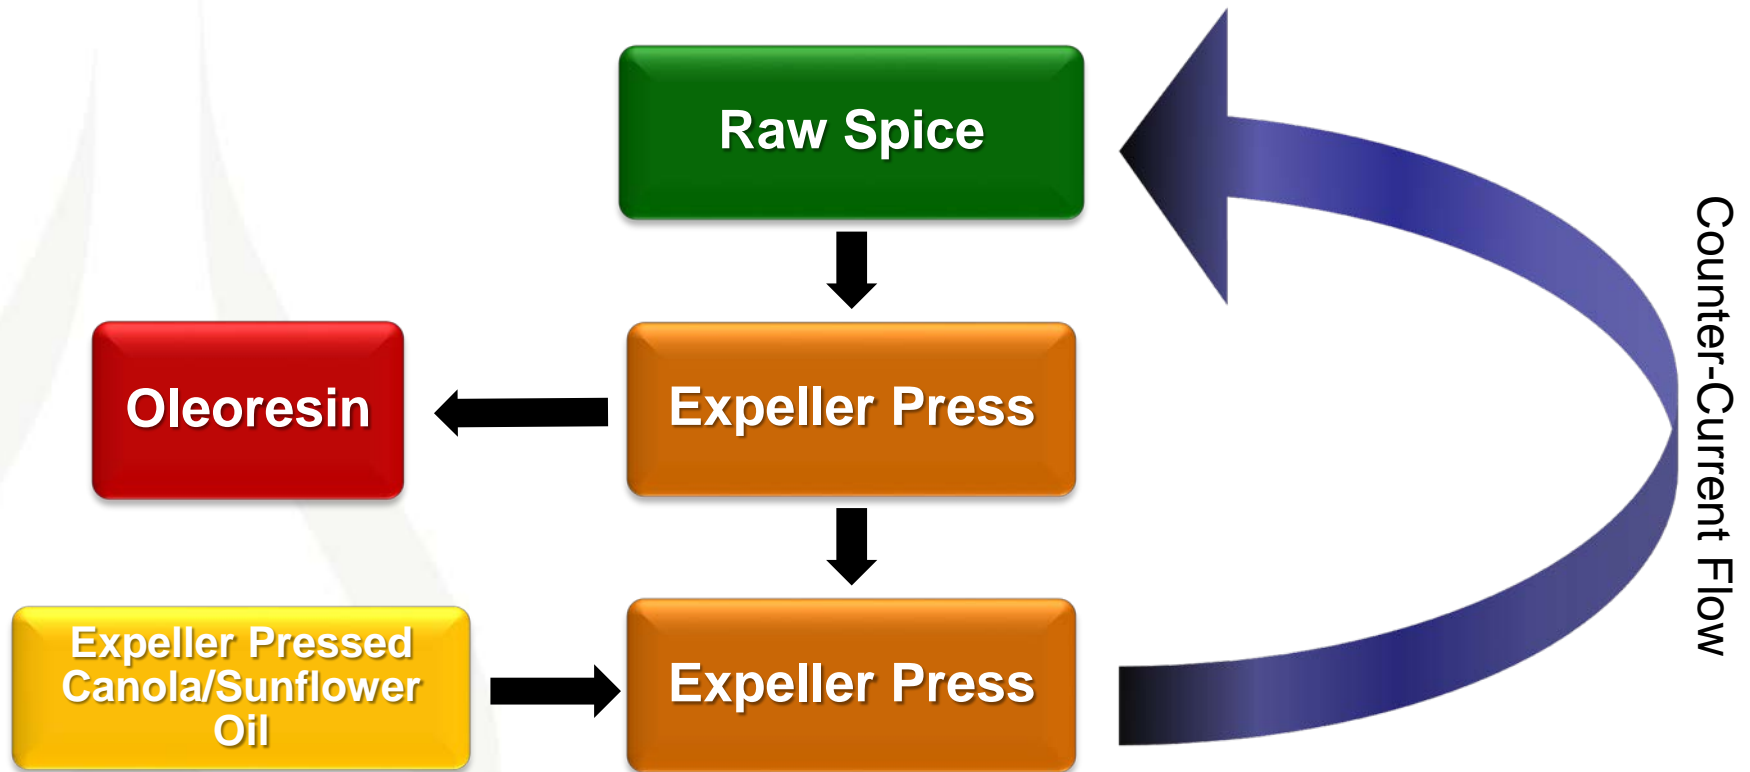 Raw Spice
Oleoresin
Expeller Press
Expeller Pressed
Canola/Sunflower
Oil
Expeller Press
Counter-Current Flow